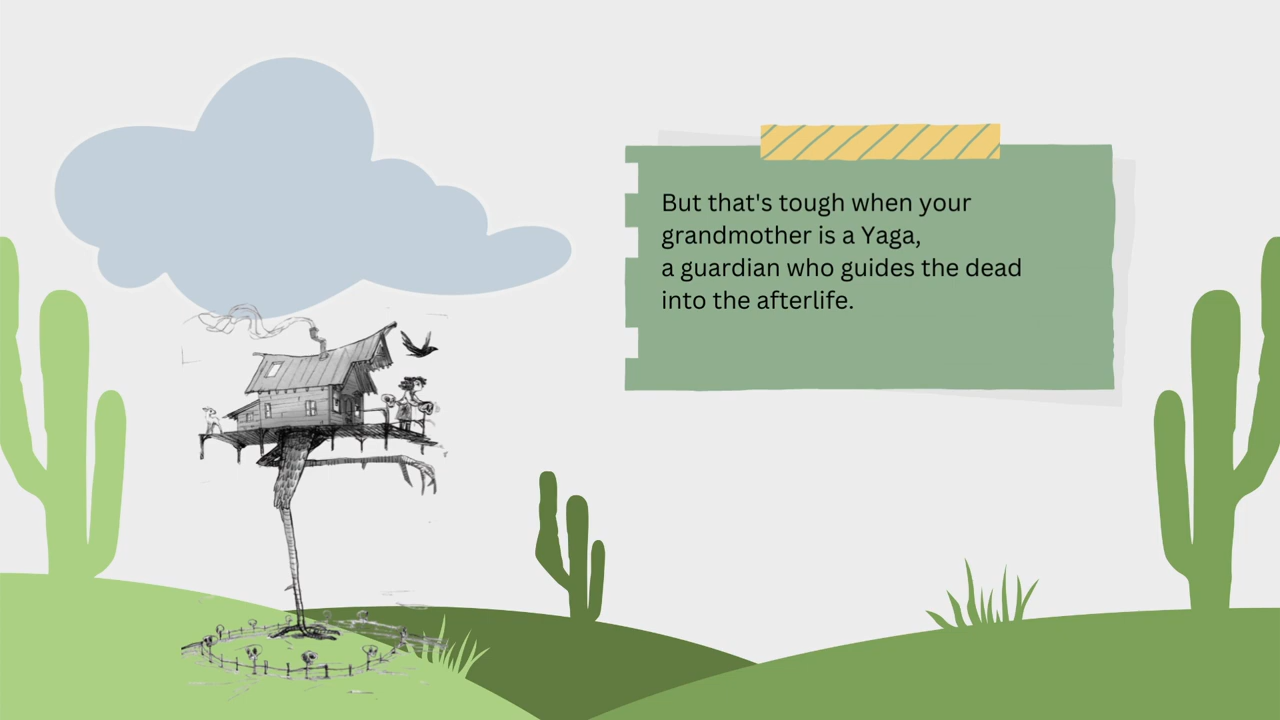 But that's tough when your
grandmother is a Yaga,
a guardian who guides the dead
into the afterlife.